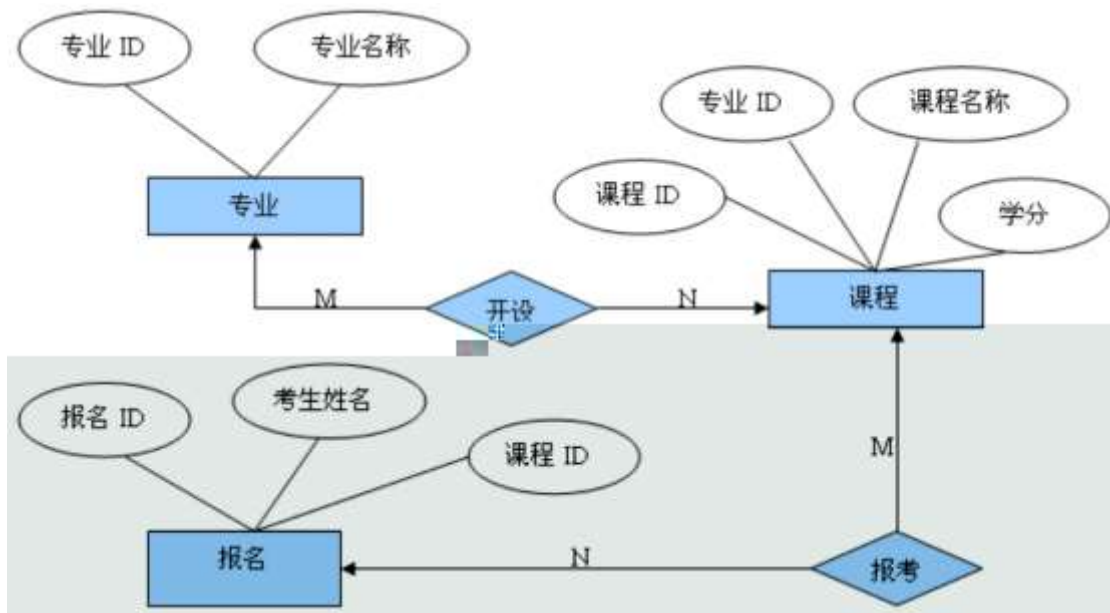 专业 ID
专业名称
专业 ID
课程名称
课程 ID
学分
专业
课程
M
开设
N
报名 ID
考生姓名
课程 ID
M
报名
N
报考